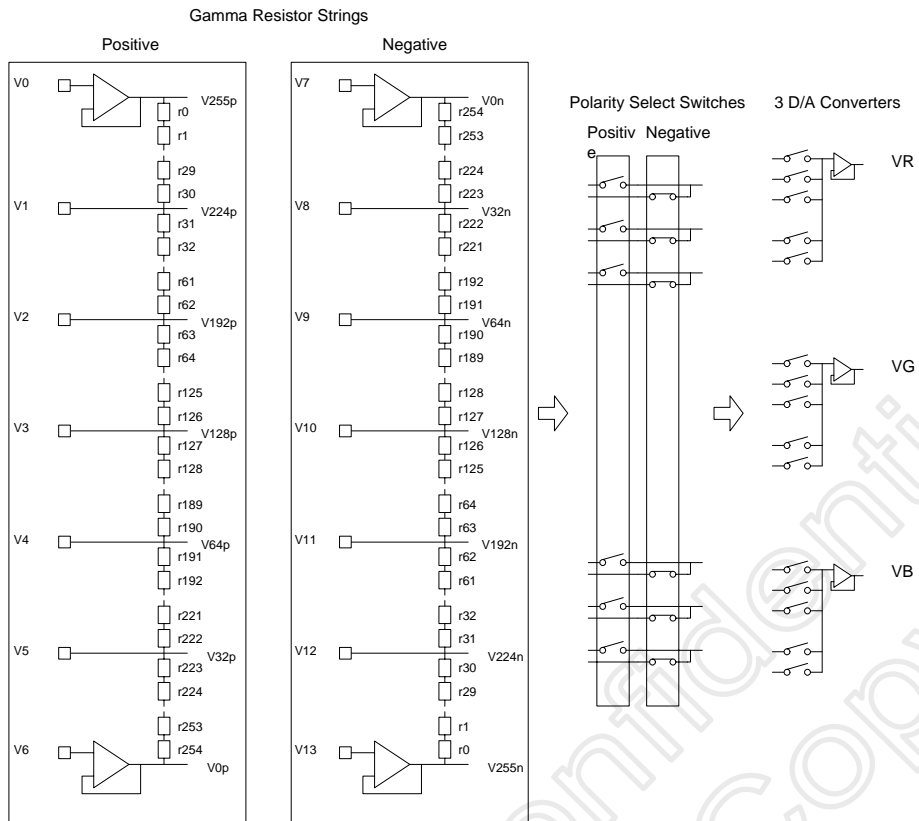 Gamma Resistor Strings
Positive
Negative
V0
V255p
r0
r1
r29
r30
V1
V224p
r31
r32
r61
r62
V2
V192p
r63
r64
r125
r126
V3
V128p
r127
r128
r189
r190
V4
V64p
r191
r192
r221
r222
V5
V32p
r223
r224
r253
r254
V6
V0p
V7
V0n
r254
r253
r224
r223
V8
V32n
r222
r221
r192
r191
V9
V64n
r190
r189
r128
r127
V10
V128n
r126
r125
r64
r63
V11
V192n
r62
r61
r32
r31
V12
V224n
r30
r29
r1
r0
V13
V255n
Polarity Select Switches
Positiv
e
Negative
3 D/A Converters
VR
VG
VB